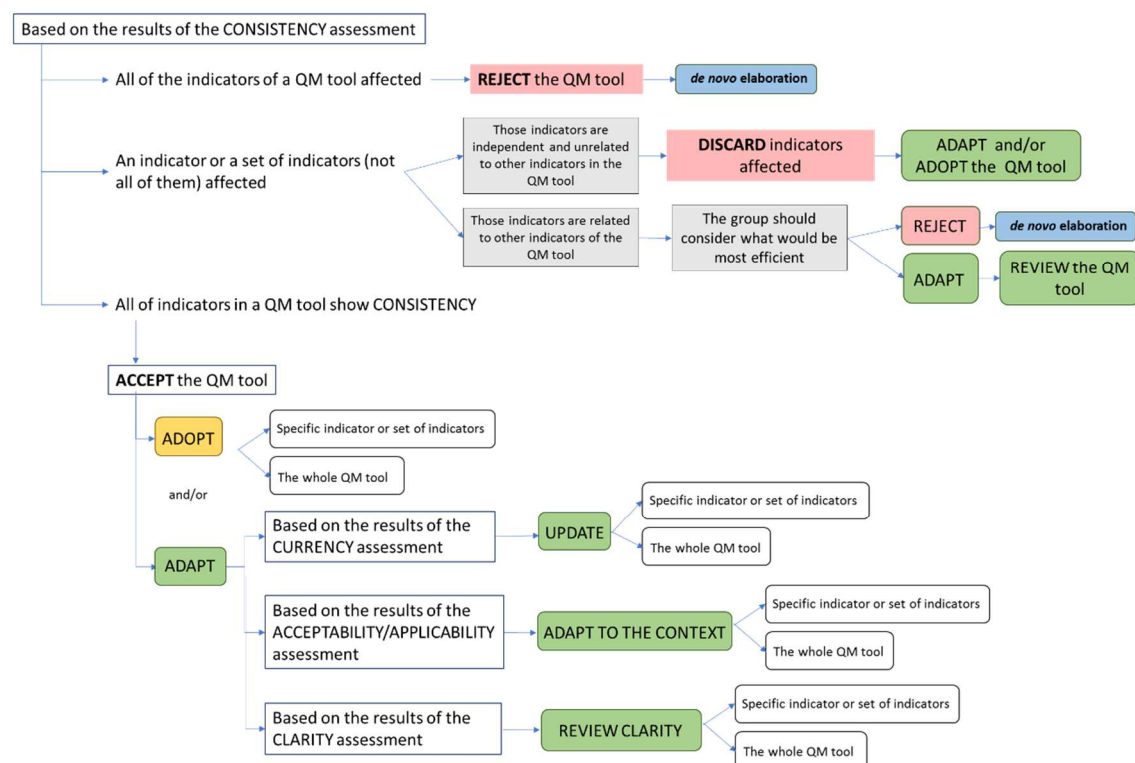 Based on the results of the CONSISTENCY assessment
All of the indicators of a QM tool affected
REJECT the QM tool
de novo elaboration
An indicator or a set of indicators (not
all of them) affected
Those indicators are
independent and unrelated
to other indicators in the
QM tool
DISCARD indicators
affected
ADAPT and/or
ADOPT the QM tool
Those indicators are related
to other indicators of the
QM tool
The group should
consider what would be
most efficient
REJECT
de novo elaboration
ADAPT
REVIEW the QM
tool
All of indicators in a QM tool show CONSISTENCY
ACCEPT the QM tool
ADOPT
Specific indicator or set of indicators
The whole QM tool
and/or
ADAPT
Based on the results of the
CURRENCY assessment
UPDATE
Specific indicator or set of indicators
The whole QM tool
Based on the results of the
ACCEPTABILITY/APPLICABILITY
assessment
ADAPT TO THE CONTEXT
Specific indicator or set of indicators
The whole QM tool
Based on the results of the
CLARITY assessment
REVIEW CLARITY
Specific indicator or set of indicators
The whole QM tool